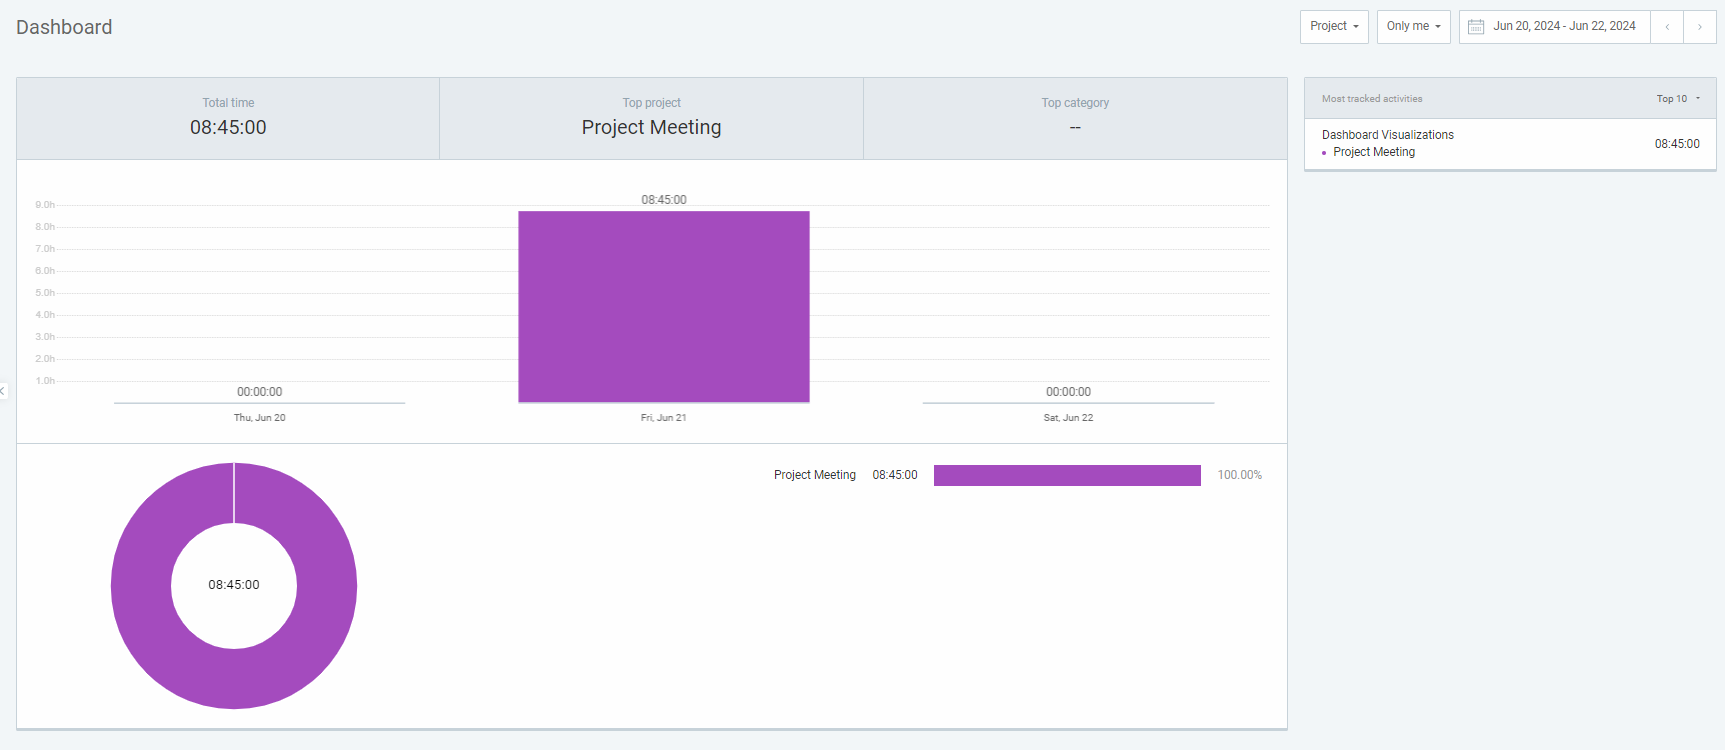 Dashboard
Project
Only me
Jun 20, 2024 - Jun 22, 2024
Total time
08:45:00
Top project
Project Meeting
Top category
--
Most tracked activities
Top 10
Dashboard Visualizations
Project Meeting
08:45:00
9.0h
8.0h
7.0h
6.0h
5.0h
4.0h
3.0h
2.0h
1.0h
00:00:00
08:45:00
00:00:00
Thu, Jun 20
Fri, Jun 21
Sat, Jun 22
08:45:00
Project Meeting 08:45:00 100.00%